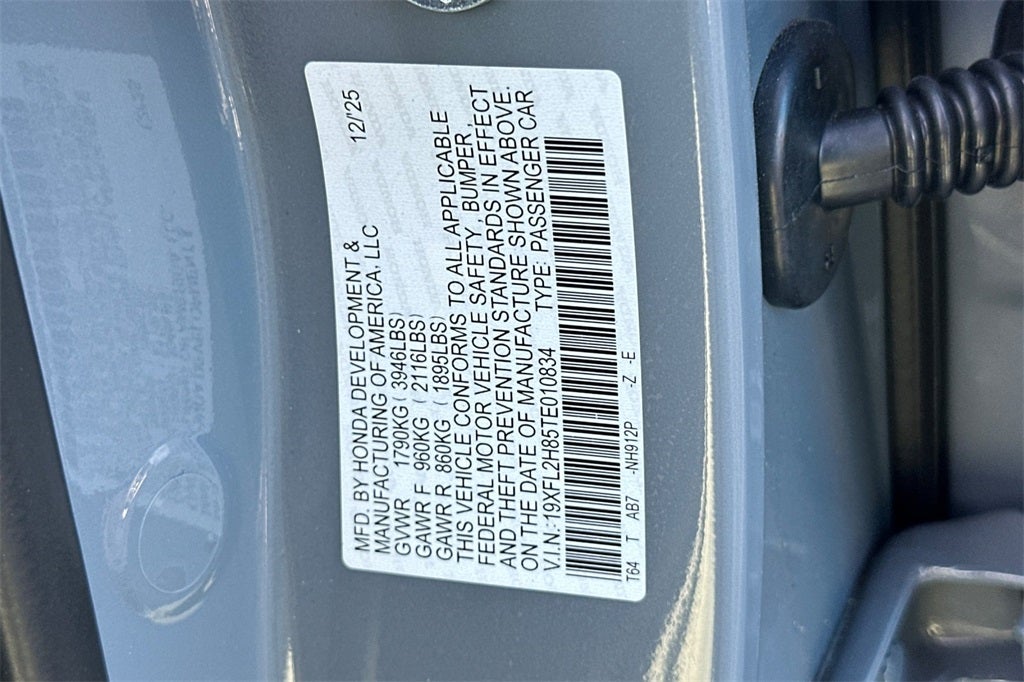 MFD. BY HONDA DEVELOPMENT &
MANUFACTURING OF AMERICA. LLC 12/25
GVWR 1790KG ( 3946LBS)
GAWR F 960KG ( 2116LBS)
GAWR R 860KG ( 1895LBS)
THIS VEHICLE CONFORMS TO ALL APPLICABLE
FEDERAL MOTOR VEHICLE SAFETY, BUMPER,
AND THEFT PREVENTION STANDARDS IN EFFECT
ON THE DATE OF MANUFACTURE SHOWN ABOVE.
V.I.N.: 19XFL2H85TE010834 TYPE: PASSENGER CAR
T64 T AB7 -NH912P -Z -E